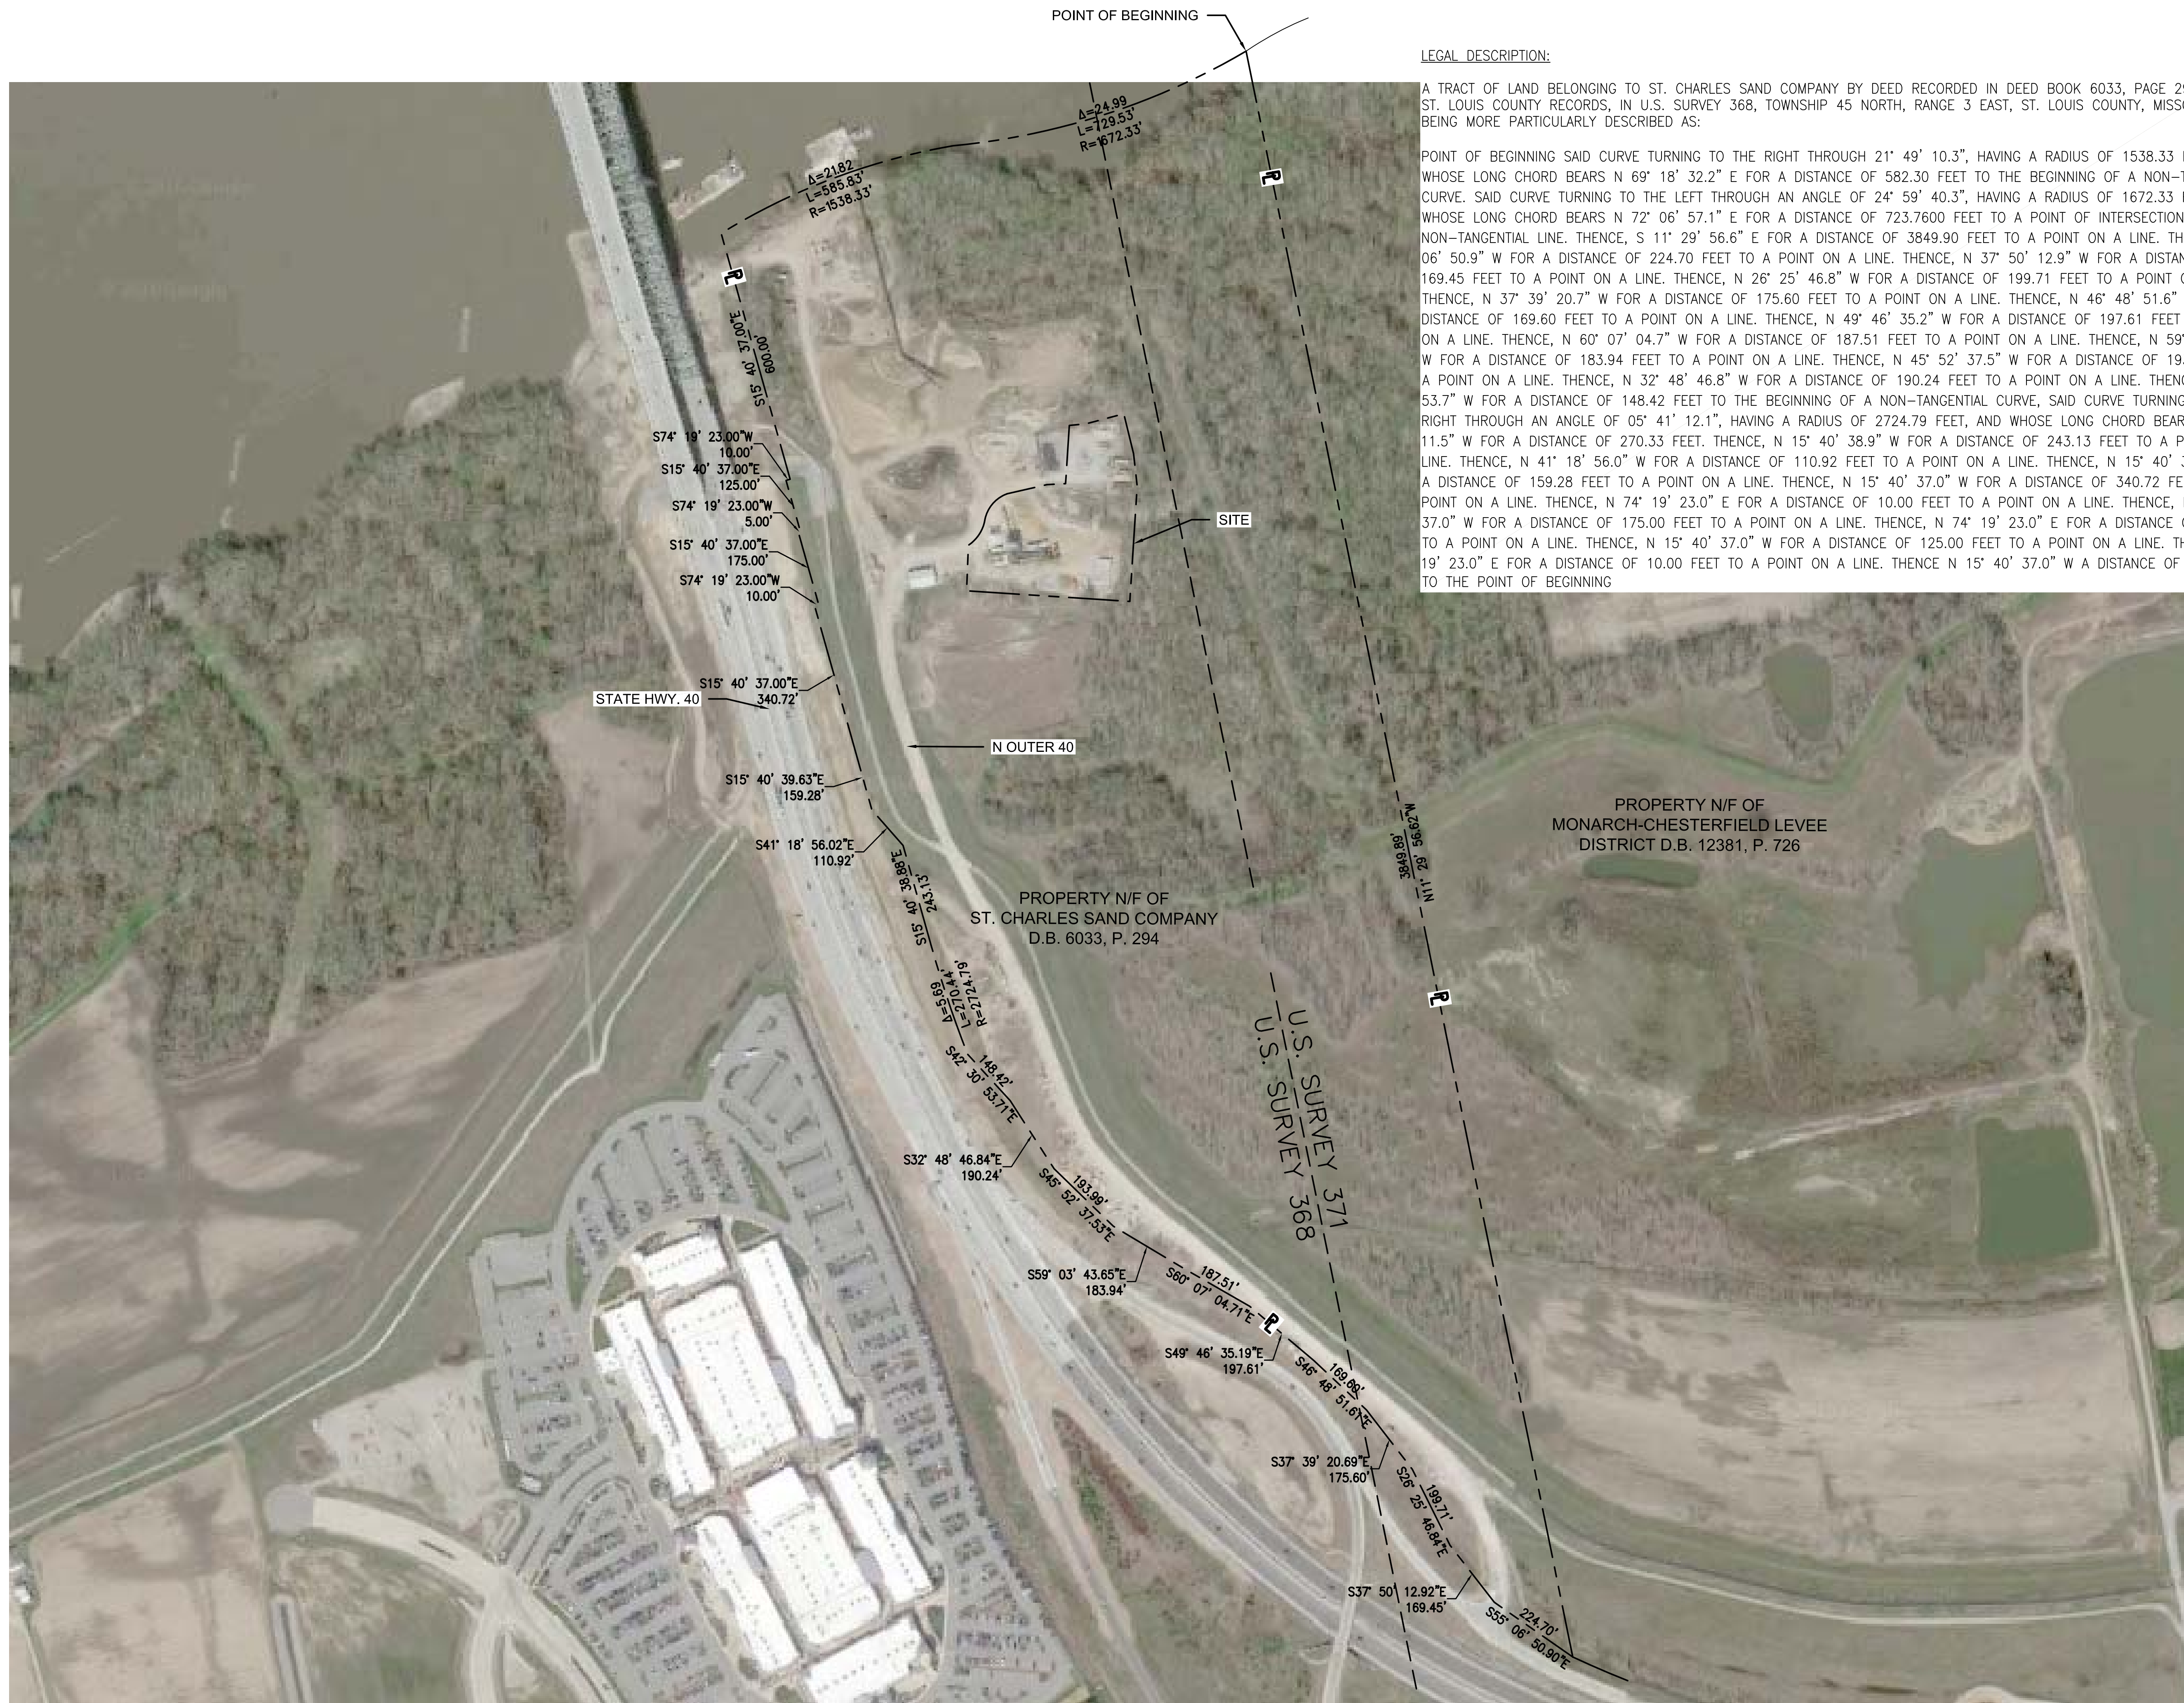 POINT OF BEGINNING
LEGAL DESCRIPTION:
A TRACT OF LAND BELONGING TO ST. CHARLES SAND COMPANY BY DEED RECORDED IN DEED BOOK 6033, PAGE
ST. LOUIS COUNTY RECORDS, IN U.S. SURVEY 368, TOWNSHIP 45 NORTH, RANGE 3 EAST, ST. LOUIS COUNTY,
BEING MORE PARTICULARLY DESCRIBED AS:
POINT OF BEGINNING SAID CURVE TURNING TO THE RIGHT THROUGH 21° 49' 10.3", HAVING A RADIUS OF 1538.33
WHOSE LONG CHORD BEARS N 69° 18' 32.2" E FOR A DISTANCE OF 582.30 FEET TO THE BEGINNING OF A
CURVE. SAID CURVE TURNING TO THE LEFT THROUGH AN ANGLE OF 24° 59' 40.3", HAVING A RADIUS OF 1672.33
WHOSE LONG CHORD BEARS N 72° 06' 57.1" E FOR A DISTANCE OF 723.7600 FEET TO A POINT OF INTERSECTION
NON-TANGENTIAL LINE. THENCE, S 11° 29' 56.6" E FOR A DISTANCE OF 3849.90 FEET TO A POINT ON A LINE.
06' 50.9" W FOR A DISTANCE OF 224.70 FEET TO A POINT ON A LINE. THENCE, N 37° 50' 12.9" W FOR A
169.45 FEET TO A POINT ON A LINE. THENCE, N 26° 25' 46.8" W FOR A DISTANCE OF 199.71 FEET TO A POINT
THENCE, N 37° 39' 20.7" W FOR A DISTANCE OF 175.60 FEET TO A POINT ON A LINE. THENCE, N 46° 48' 51.6"
DISTANCE OF 169.60 FEET TO A POINT ON A LINE. THENCE, N 49° 46' 35.2" W FOR A DISTANCE OF 197.61 FEET
ON A LINE. THENCE, N 60° 07' 04.7" W FOR A DISTANCE OF 187.51 FEET TO A POINT ON A LINE. THENCE, N 59°
W FOR A DISTANCE OF 183.94 FEET TO A POINT ON A LINE. THENCE, N 45° 52' 37.5" W FOR A DISTANCE OF
A POINT ON A LINE. THENCE, N 32° 48' 46.8" W FOR A DISTANCE OF 190.24 FEET TO A POINT ON A LINE.
53.7" W FOR A DISTANCE OF 148.42 FEET TO THE BEGINNING OF A NON-TANGENTIAL CURVE, SAID CURVE TURNING
RIGHT THROUGH AN ANGLE OF 05° 41' 12.1", HAVING A RADIUS OF 2724.79 FEET, AND WHOSE LONG CHORD
11.5" W FOR A DISTANCE OF 270.33 FEET. THENCE, N 15° 40' 38.9" W FOR A DISTANCE OF 243.13 FEET TO A
LINE. THENCE, N 41° 18' 56.0" W FOR A DISTANCE OF 110.92 FEET TO A POINT ON A LINE. THENCE, N 15° 40'
A DISTANCE OF 159.28 FEET TO A POINT ON A LINE. THENCE, N 15° 40' 37.0" W FOR A DISTANCE OF 340.72
POINT ON A LINE. THENCE, N 74° 19' 23.0" E FOR A DISTANCE OF 10.00 FEET TO A POINT ON A LINE. THENCE,
37.0" W FOR A DISTANCE OF 175.00 FEET TO A POINT ON A LINE. THENCE, N 74° 19' 23.0" E FOR A DISTANCE
TO A POINT ON A LINE. THENCE, N 15° 40' 37.0" W FOR A DISTANCE OF 125.00 FEET TO A POINT ON A LINE.
19' 23.0" E FOR A DISTANCE OF 10.00 FEET TO A POINT ON A LINE. THENCE N 15° 40' 37.0" W A DISTANCE OF
TO THE POINT OF BEGINNING
Δ=24.99
L=729.53'
R=1672.33'
Δ=21.82
L=585.83'
R=1538.33'
PL
PL
S15° 40' 37.00"E
600.00'
S74° 19' 23.00"W
10.00'
S15° 40' 37.00"E
125.00'
S74° 19' 23.00"W
5.00'
S15° 40' 37.00"E
175.00'
S74° 19' 23.00"W
10.00'
SITE
S15° 40' 37.00"E
340.72'
STATE HWY. 40
N OUTER 40
S15° 40' 39.63"E
159.28'
S41° 18' 56.02"E
110.92'
S15° 40' 38.88"E
243.13'
3849.89'
N11° 29' 56.62"W
PROPERTY N/F OF
MONARCH-CHESTERFIELD LEVEE
DISTRICT D.B. 12381, P. 726
PROPERTY N/F OF
ST. CHARLES SAND COMPANY
D.B. 6033, P. 294
PL
Δ=5.69
L=270.44'
R=2724.79'
U.S. SURVEY 371
U.S. SURVEY 368
148.42'
S42° 30' 53.71"E
S32° 48' 46.84"E
190.24'
193.99'
S45° 52' 37.53"E
S59° 03' 43.65"E
183.94'
187.51'
S60° 07' 04.71"E
PL
S49° 46' 35.19"E
197.61'
169.60'
S46° 48' 51.61"E
S37° 39' 20.69"E
175.60'
199.71'
S26° 25' 46.84"E
S37° 50' 12.92"E
169.45'
224.70'
S55° 06' 50.90"E